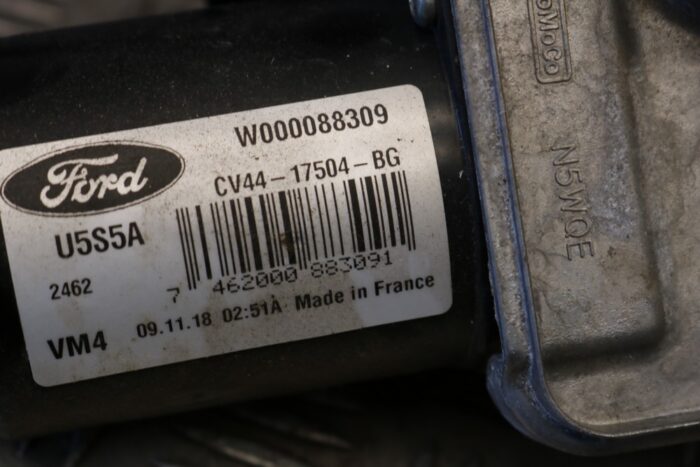 W000088309
Ford
CV44-17504-BG
U5S5A
2462
7 462000 883091
VM4
09.11.18 02:51A Made in France
FOMoCo
N5WQE